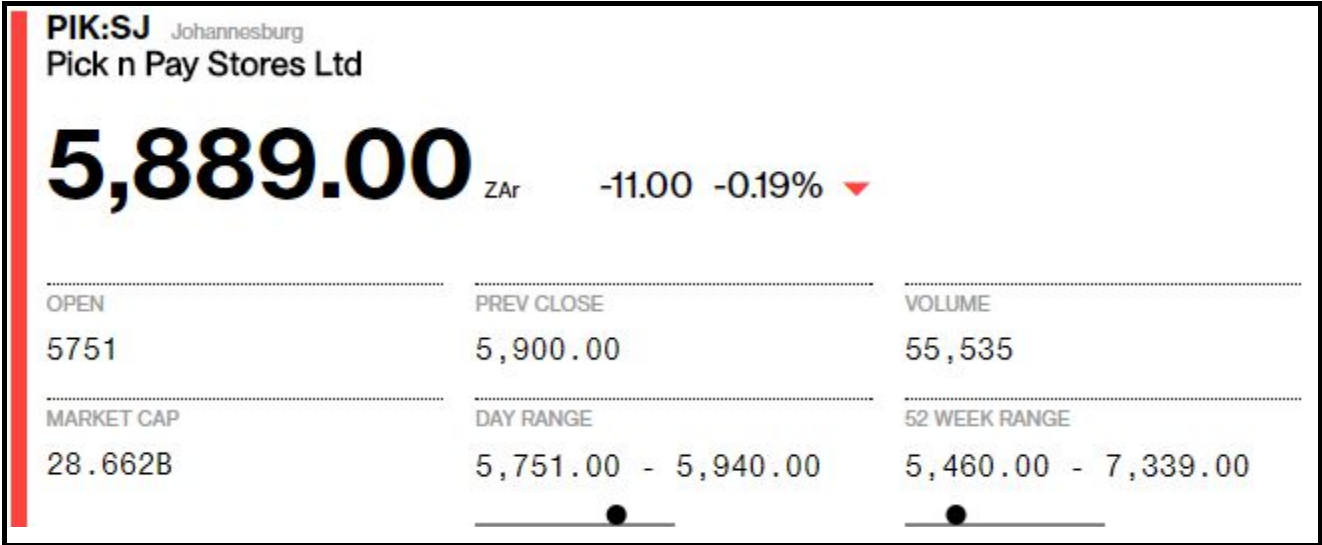 PIK:SJ Johannesburg
Pick n Pay Stores Ltd
5,889.00 ZAr -11.00 -0.19%
OPEN PREV CLOSE VOLUME
5751 5,900.00 55,535
MARKET CAP DAY RANGE 52 WEEK RANGE
28.662B 5,751.00 - 5,940.00 5,460.00 - 7,339.00